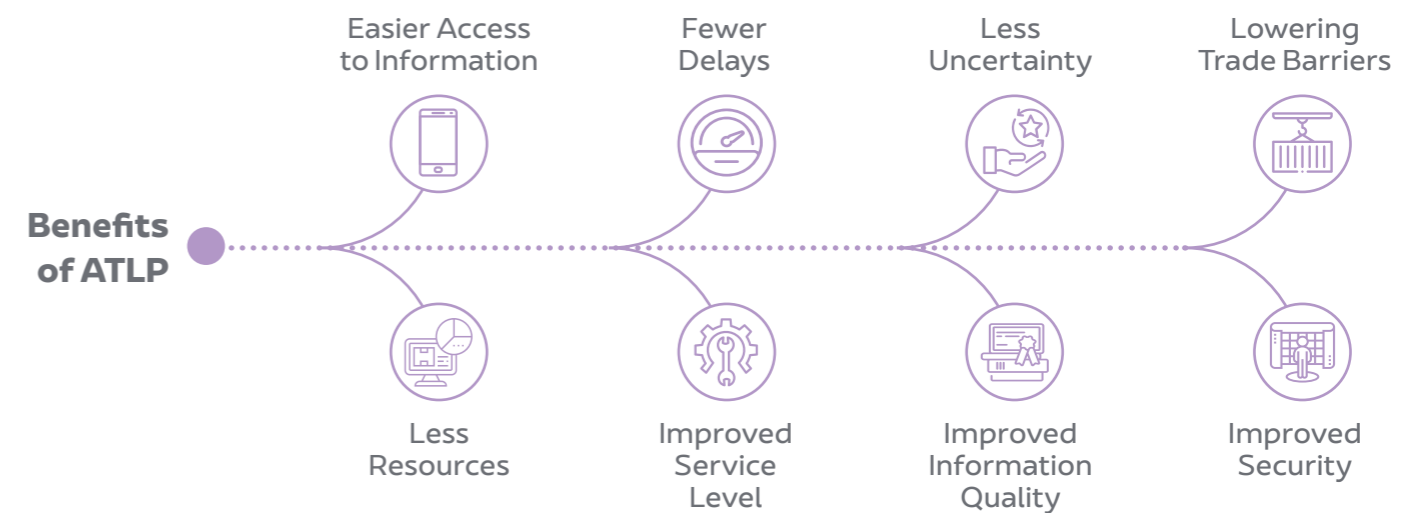 Easier Access
to Information
Fewer
Delays
Less
Uncertainty
Lowering
Trade Barriers
Benefits
of ATLP
Less
Resources
Improved
Service
Level
Improved
Information
Quality
Improved
Security